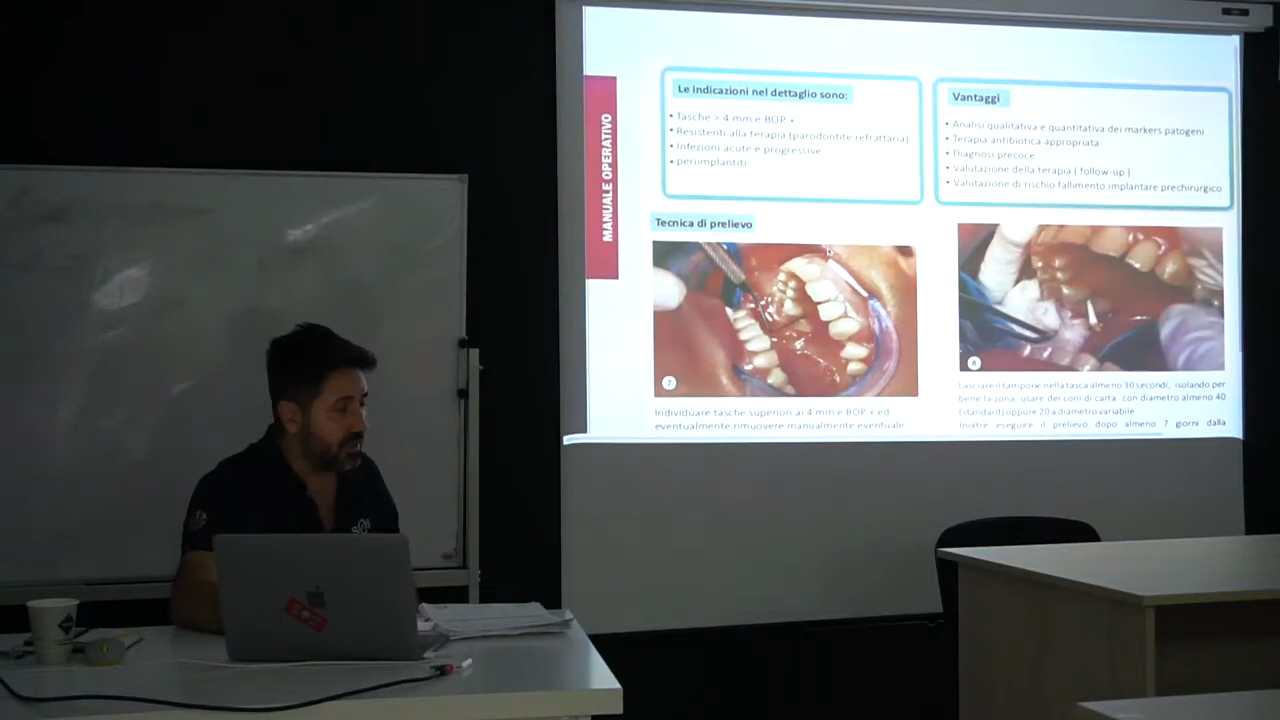 MANUALE OPERATIVO
Le indicazioni nel dettaglio sono:
• Tasche > 4 mm e BOP +
• Resistenti alla terapia (parodontite refrattaria)
• Infezioni acute e progressive
• periimplantiti
Vantaggi
• Analisi qualitativa e quantitativa dei markers patogeni
• Terapia antibiotica appropriata
• Diagnosi precoce
• Valutazione della terapia ( follow-up )
• Valutazione di rischio fallimento implantare prechirurgico
Tecnica di prelievo
7
Individuare tasche superiori ai 4 mm e BOP + ed
eventualmente rimuovere manualmente eventuale
Lasciare il tampone nella tasca almeno 30 secondi, isolando per
bene la zona, usare dei coni di carta con diametro almeno 40
(standard) oppure 20 a diametro variabile
Inoltre eseguire il prelievo dopo almeno 7 giorni dalla